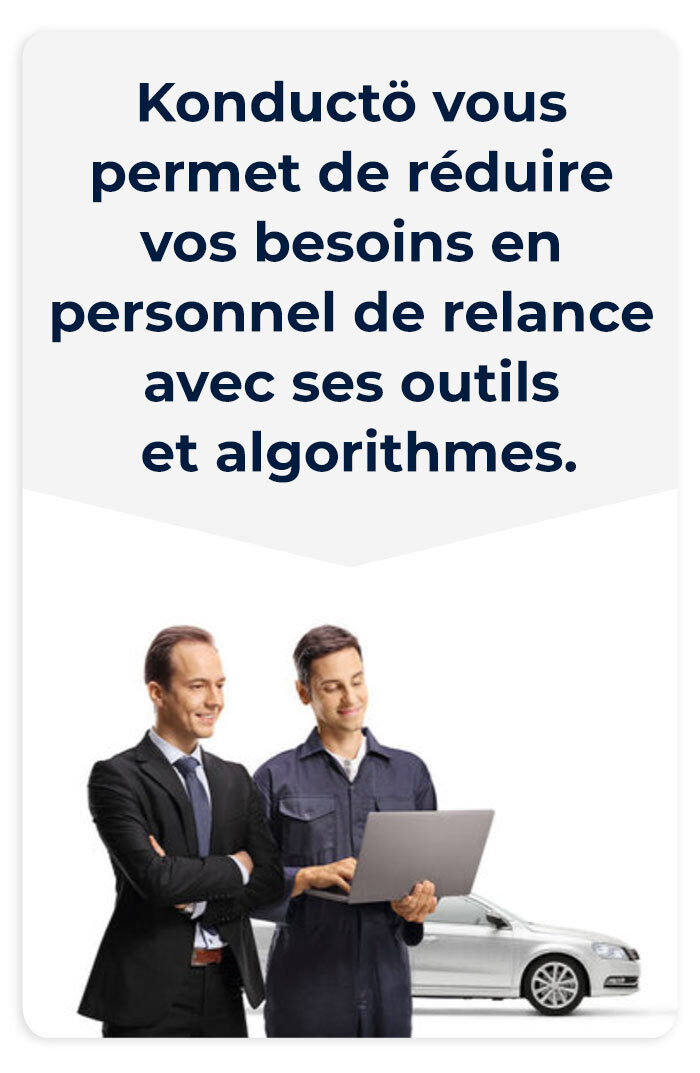 Konductö vous
permet de réduire
vos besoins en
personnel de relance
avec ses outils
et algorithmes.